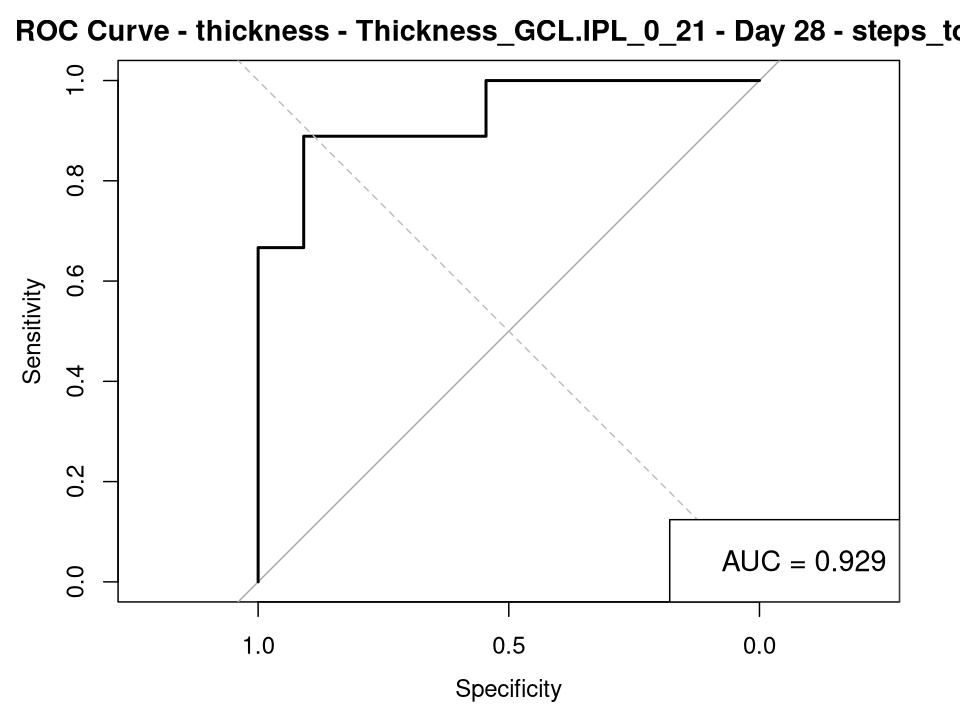 ROC Curve - thickness - Thickness_GCL.IPL_0_21 - Day 28 - steps_to
1.0
0.8
0.6
0.4
0.2
0.0
Sensitivity
AUC = 0.929
1.0 0.5 0.0
Specificity